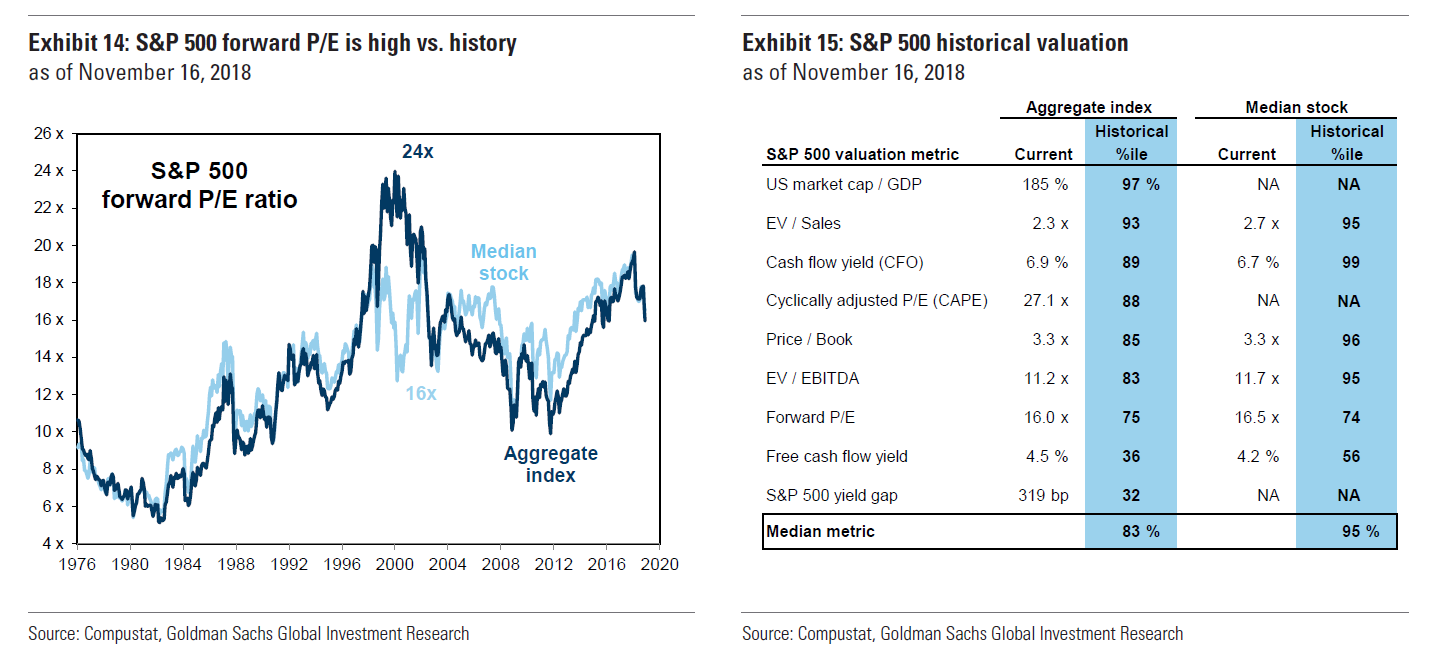 Exhibit 14: S&P 500 forward P/E is high vs. history
as of November 16, 2018
26 x
24 x
22 x
20 x
18 x
16 x
14 x
12 x
10 x
8 x
6 x
4 x
S&P 500
forward P/E ratio
24x
Median
stock
16x
Aggregate
index
1976 1980 1984 1988 1992 1996 2000 2004 2008 2012 2016 2020
Source: Compustat, Goldman Sachs Global Investment Research
Exhibit 15: S&P 500 historical valuation
as of November 16, 2018
Aggregate index Median stock
Historical Historical
S&P 500 valuation metric Current %ile Current %ile
US market cap / GDP 185 % 97 % NA NA
EV / Sales 2.3 x 93 2.7 x 95
Cash flow yield (CFO) 6.9 % 89 6.7 % 99
Cyclically adjusted P/E (CAPE) 27.1 x 88 NA NA
Price / Book 3.3 x 85 3.3 x 96
EV / EBITDA 11.2 x 83 11.7 x 95
Forward P/E 16.0 x 75 16.5 x 74
Free cash flow yield 4.5 % 36 4.2 % 56
S&P 500 yield gap 319 bp 32 NA NA
Median metric 83 % 95 %
Source: Compustat, Goldman Sachs Global Investment Research